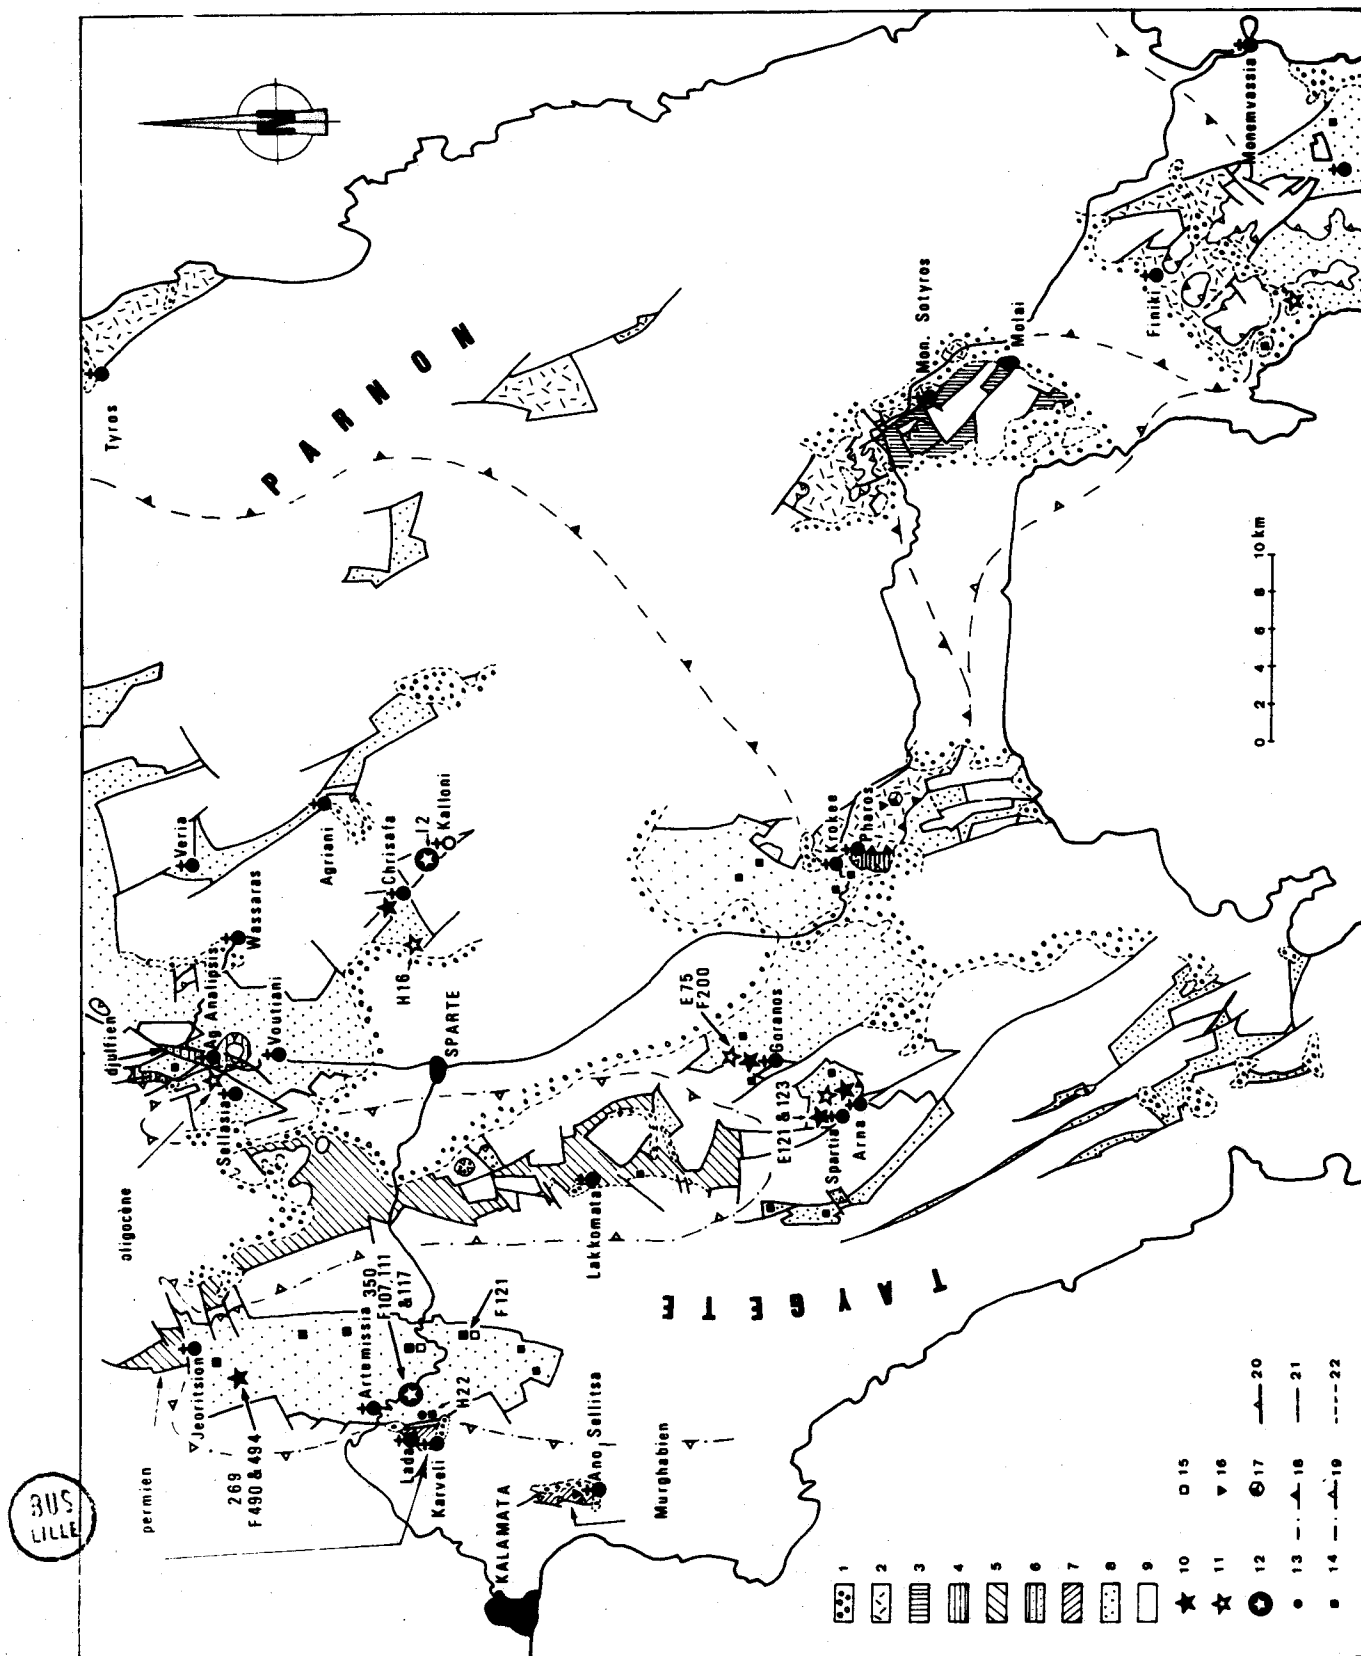 N
PARNON
TAYGETE
Tyros
Veria
Wassaras
Agriani
Chrisafa
12
Kalloni
H16
djulfien
Ag Analipsis
Voutiani
Sellassia
SPARTE
oligocène
E 75
F200
Goranos
E121 & 123
Spartia
Arna
Lakkomata
Krokee
Pharos
Mon. Sotyros
Molai
Finiki
Monemvassia
permien
Jeoritsion
269
F490 & 494
Artemissia
350
F107, 111
& 117
F121
H22
Lada
Karveli
Ano Sellitsa
Murghabien
KALAMATA
0 2 4 6 8 10 km
1
2
3
4
5
6
7
8
9
10
11
12
13
14
15
16
17
18
19
20
21
22
BUS
LILLE